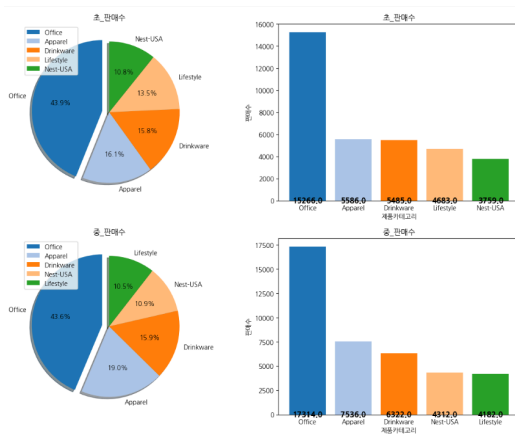 초_판매수
Office
Apparel
Drinkware
Lifestyle
Nest-USA
Nest-USA
Lifestyle
Drinkware
Apparel
Office
10.8%
13.5%
15.8%
16.1%
43.9%
초_판매수
판매수
16000
14000
12000
10000
8000
6000
4000
2000
0
15266.0 5586.0 5485.0 4683.0 3759.0
Office Apparel Drinkware Lifestyle Nest-USA
제품카테고리
중_판매수
Office
Apparel
Drinkware
Nest-USA
Lifestyle
Lifestyle
Nest-USA
Drinkware
Apparel
Office
10.5%
10.9%
15.9%
19.0%
43.6%
중_판매수
판매수
17500
15000
12500
10000
7500
5000
2500
0
17314.0 7536.0 6322.0 4312.0 4182.0
Office Apparel Drinkware Nest-USA Lifestyle
제품카테고리